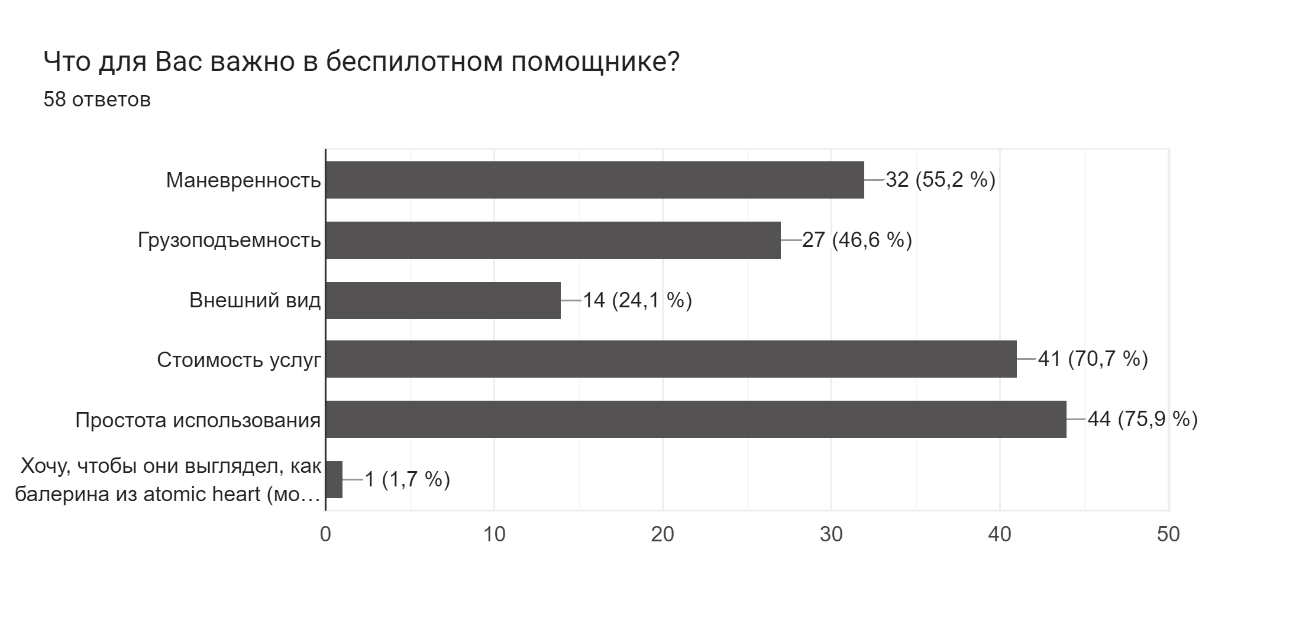 Что для Вас важно в беспилотном помощнике?
58 ответов
Маневренность
32 (55,2 %)
Грузоподъемность
27 (46,6 %)
Внешний вид
14 (24,1 %)
Стоимость услуг
41 (70,7 %)
Простота использования
44 (75,9 %)
Хочу, чтобы они выглядел, как
балерина из atomic heart (мо…
1 (1,7 %)
0 10 20 30 40 50